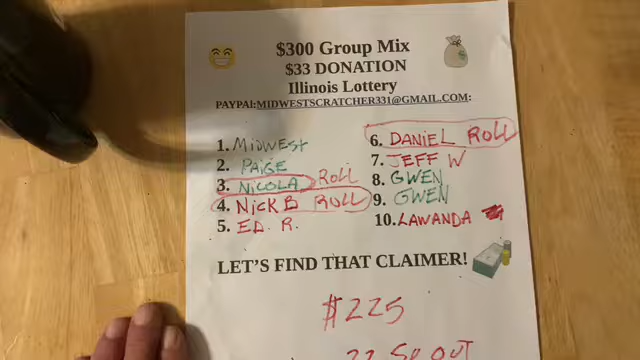 $300 Group Mix
$33 DONATION
Illinois Lottery
PAYPAL:MIDWESTSCRATCHER331@GMAIL.COM:
1. MIDWEST
2. PAIGE
3. NICOLA ROLL
4. NICK B ROLL
5. ED. R.
6. DANIEL ROLL
7. JEFF W
8. GWEN
9. GWEN
10. LAWANDA
LET'S FIND THAT CLAIMER!
$225